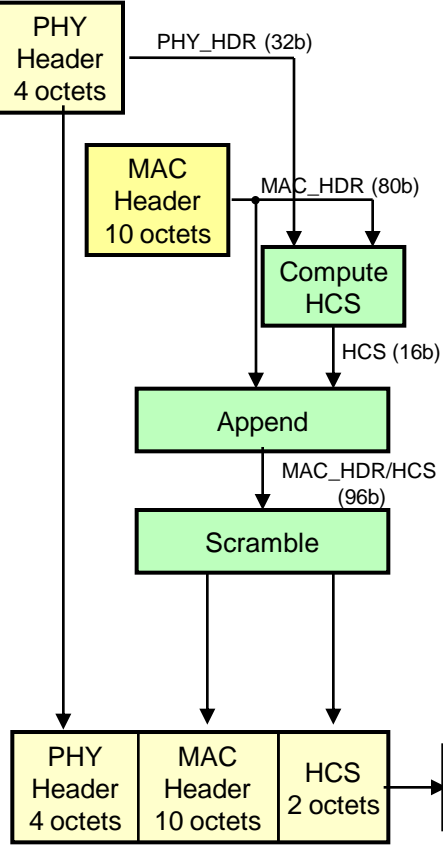 PHY
Header
4 octets
PHY_HDR (32b)
MAC
Header
10 octets
MAC_HDR (80b)
Compute
HCS
HCS (16b)
Append
MAC_HDR/HCS
(96b)
Scramble
PHY
Header
4 octets
MAC
Header
10 octets
HCS
2 octets